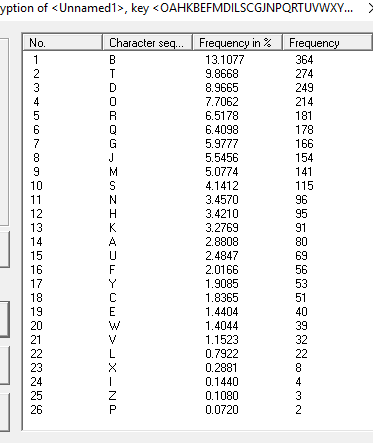 yption of <Unnamed1>, key <OAHKBEFMDILSCGJNPQRTUVWXY...
No. Character seq... Frequency in % Frequency
1 B 13.1077 364
2 T 9.8668 274
3 D 8.9665 249
4 O 7.7062 214
5 R 6.5178 181
6 Q 6.4098 178
7 G 5.9777 166
8 J 5.5456 154
9 M 5.0774 141
10 S 4.1412 115
11 N 3.4570 96
12 H 3.4210 95
13 K 3.2769 91
14 A 2.8808 80
15 U 2.4847 69
16 F 2.0166 56
17 Y 1.9085 53
18 C 1.8365 51
19 E 1.4404 40
20 W 1.4044 39
21 V 1.1523 32
22 L 0.7922 22
23 X 0.2881 8
24 I 0.1440 4
25 Z 0.1080 3
26 P 0.0720 2